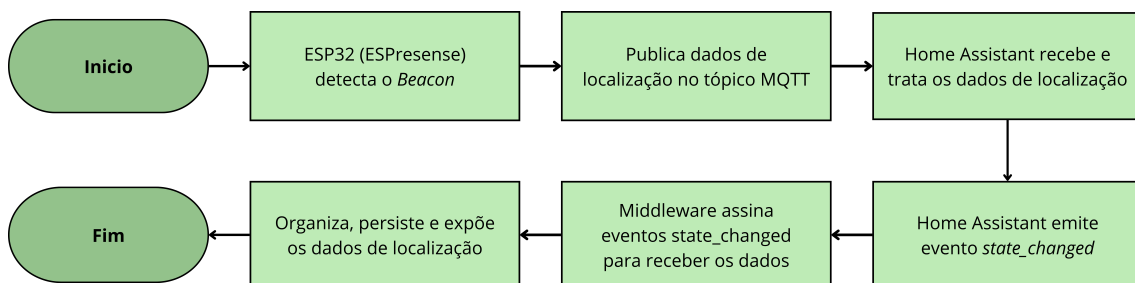 Inicio
ESP32 (ESPresense)
detecta o Beacon
Publica dados de
localização no tópico MQTT
Home Assistant recebe e
trata os dados de localização
Home Assistant emite
evento state_changed
Middleware assina
eventos state_changed
para receber os dados
Organiza, persiste e expõe
os dados de localização
Fim